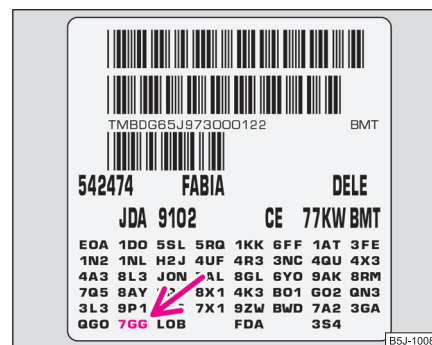 TMBDG65J973000122 BMT
542474 FABIA DELE
JDA 9102 CE 77KW BMT
EOA 1DO 5SL 5RQ 1KK 6FF 1AT 3FE
1N2 1NL H2J 4UF 4R3 3NC 4QU 4X3
4A3 8L3 JON 8GL 6YO 9AK 8RM
7Q5 8AY 8X1 4K3 BO1 GO2 QN3
3L3 9P1 7X1 9ZW BWD 7A2 3GA
QGO 7GG LOB FDA 3S4
B5J-1008